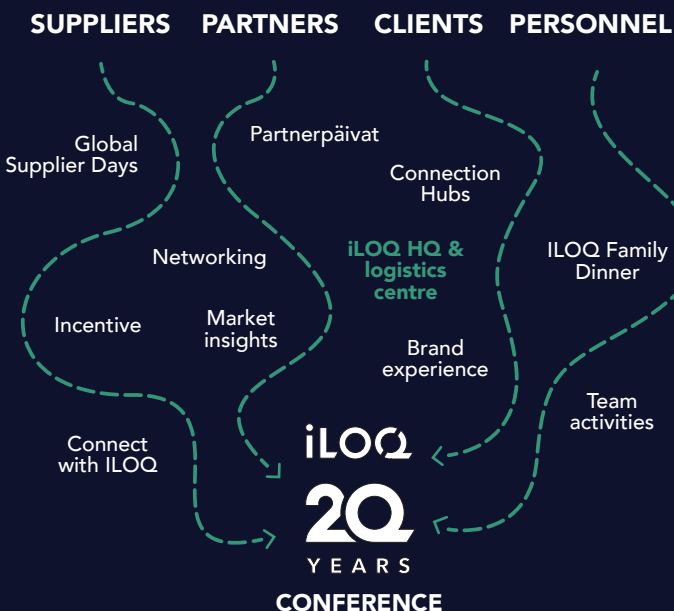 SUPPLIERS PARTNERS CLIENTS PERSONNEL
Global
Supplier Days
Partnerpäivat
Connection
Hubs
Networking
iLOQ HQ &
logistics
centre
ILOQ Family
Dinner
Incentive
Market
insights
Brand
experience
Team
activities
Connect
with ILOQ
iLOQ
20
YEARS
CONFERENCE